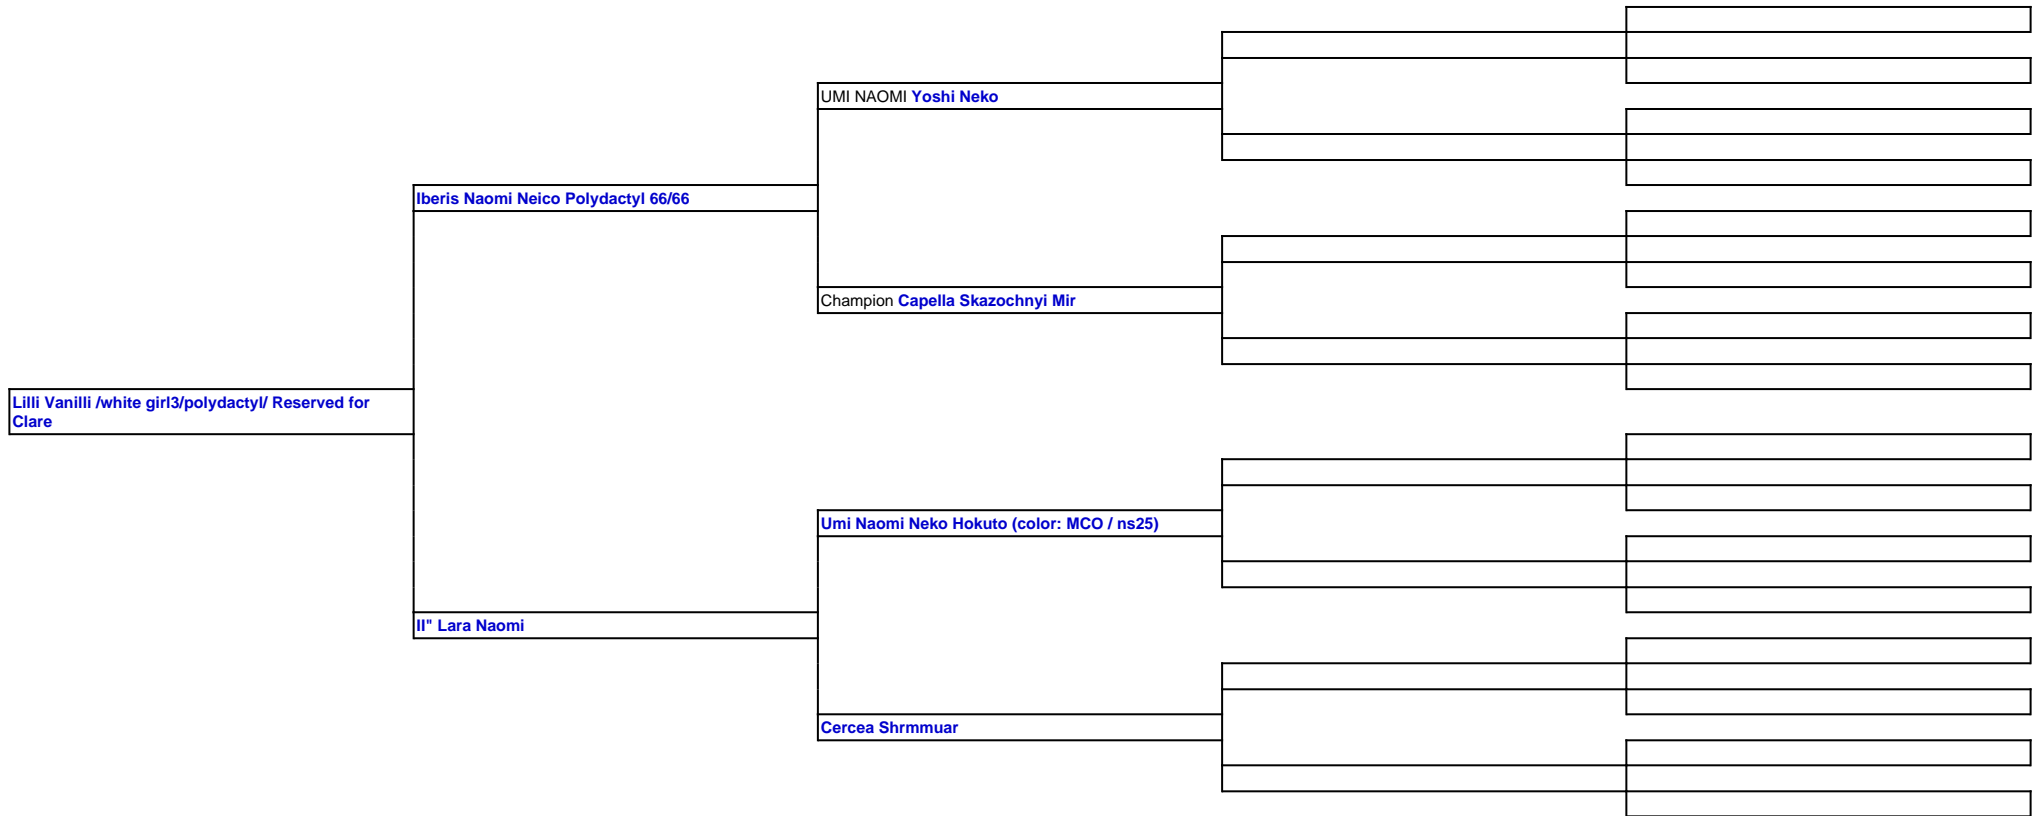 UMI NAOMI Yoshi Neko
Iberis Naomi Neico Polydactyl 66/66
Champion Capella Skazochnyi Mir
Lilli Vanilli /white girl3/polydactyl/ Reserved for
Clare
Umi Naomi Neko Hokuto (color: MCO / ns25)
II" Lara Naomi
Cercea Shrmmuar